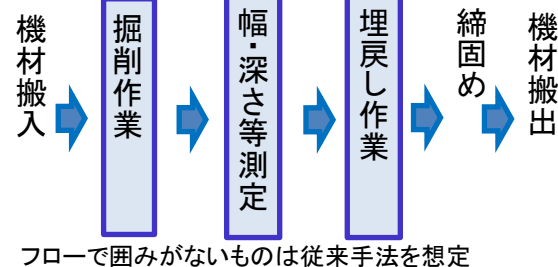 機材搬入
掘削作業
幅・深さ等測定
埋戻し作業
締固め
機材搬出
フローで囲みがないものは従来手法を想定